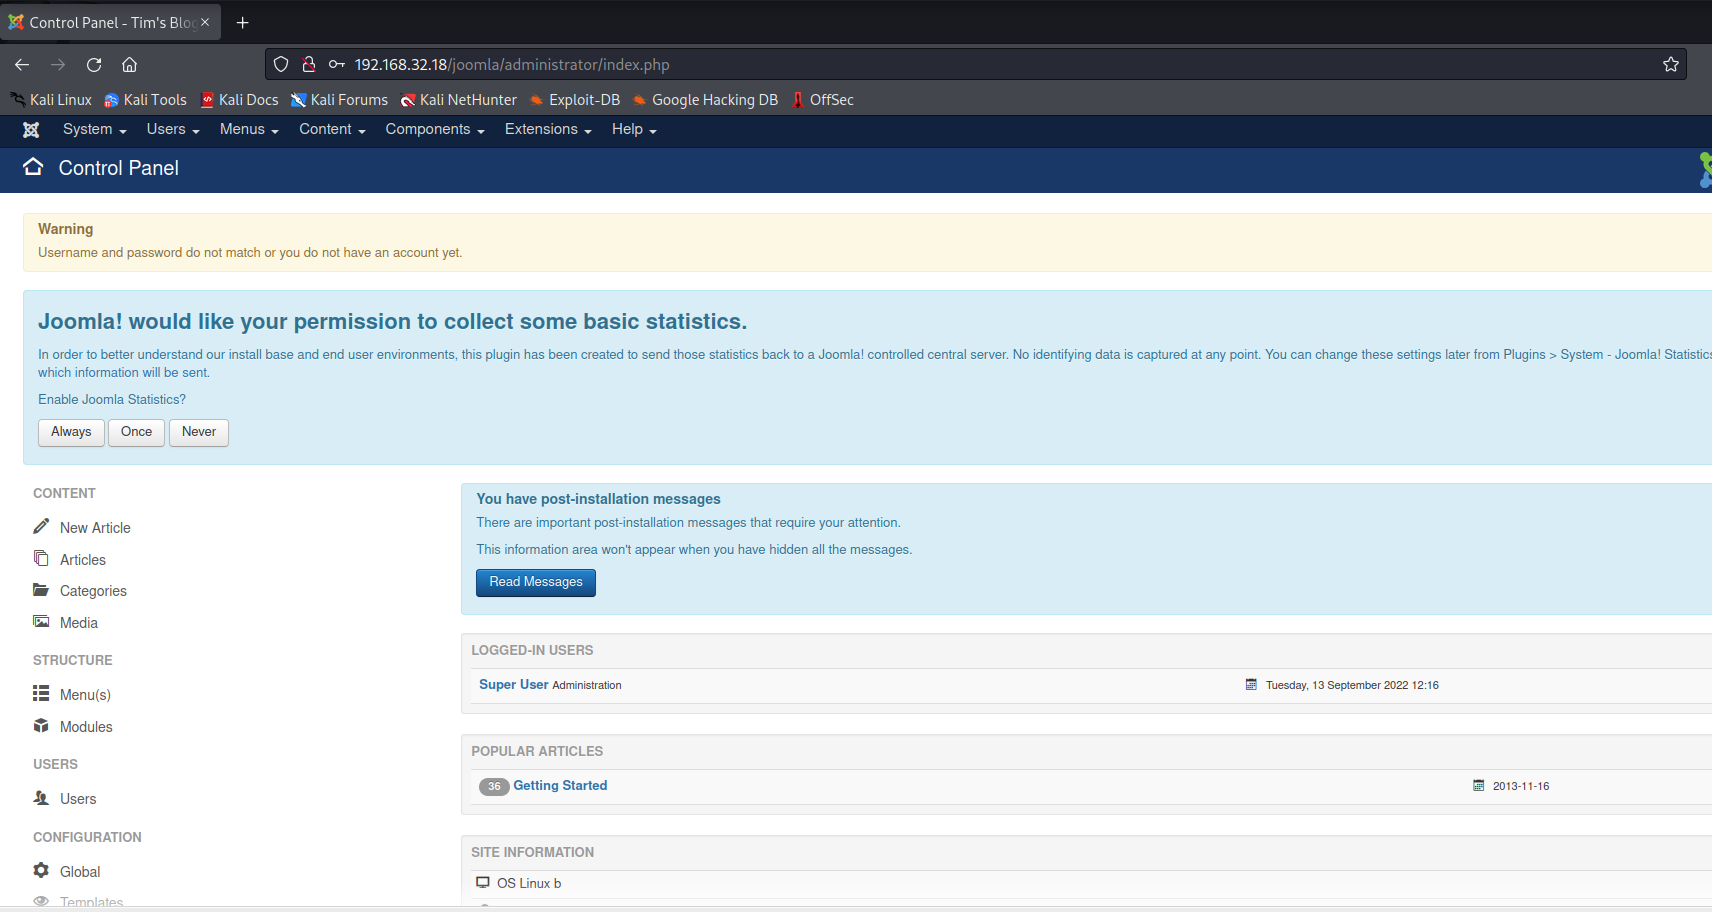 Control Panel - Tim's Blog
192.168.32.18/joomla/administrator/index.php
Kali Linux Kali Tools Kali Docs Kali Forums Kali NetHunter Exploit-DB Google Hacking DB OffSec
System Users Menus Content Components Extensions Help
Control Panel
Warning
Username and password do not match or you do not have an account yet.
Joomla! would like your permission to collect some basic statistics.
In order to better understand our install base and end user environments, this plugin has been created to send those statistics back to a Joomla! controlled central server. No identifying data is captured at any point. You can change these settings later from Plugins > System - Joomla! Statistics
which information will be sent.
Enable Joomla Statistics?
Always Once Never
CONTENT
New Article
Articles
Categories
Media
STRUCTURE
Menu(s)
Modules
USERS
Users
CONFIGURATION
Global
Templates
You have post-installation messages
There are important post-installation messages that require your attention.
This information area won't appear when you have hidden all the messages.
Read Messages
LOGGED-IN USERS
Super User Administration Tuesday, 13 September 2022 12:16
POPULAR ARTICLES
36 Getting Started 2013-11-16
SITE INFORMATION
OS Linux b